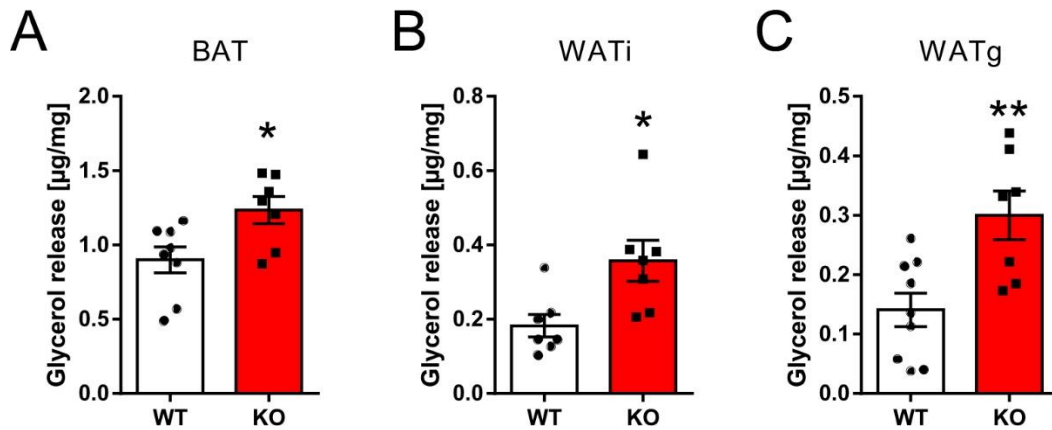 A
BAT
Glycerol release [µg/mg]
2.0
1.5
1.0
0.5
0.0
*
WT
KO
B
WATi
Glycerol release [µg/mg]
0.8
0.6
0.4
0.2
0.0
*
WT
KO
C
WATg
Glycerol release [µg/mg]
0.5
0.4
0.3
0.2
0.1
0.0
**
WT
KO